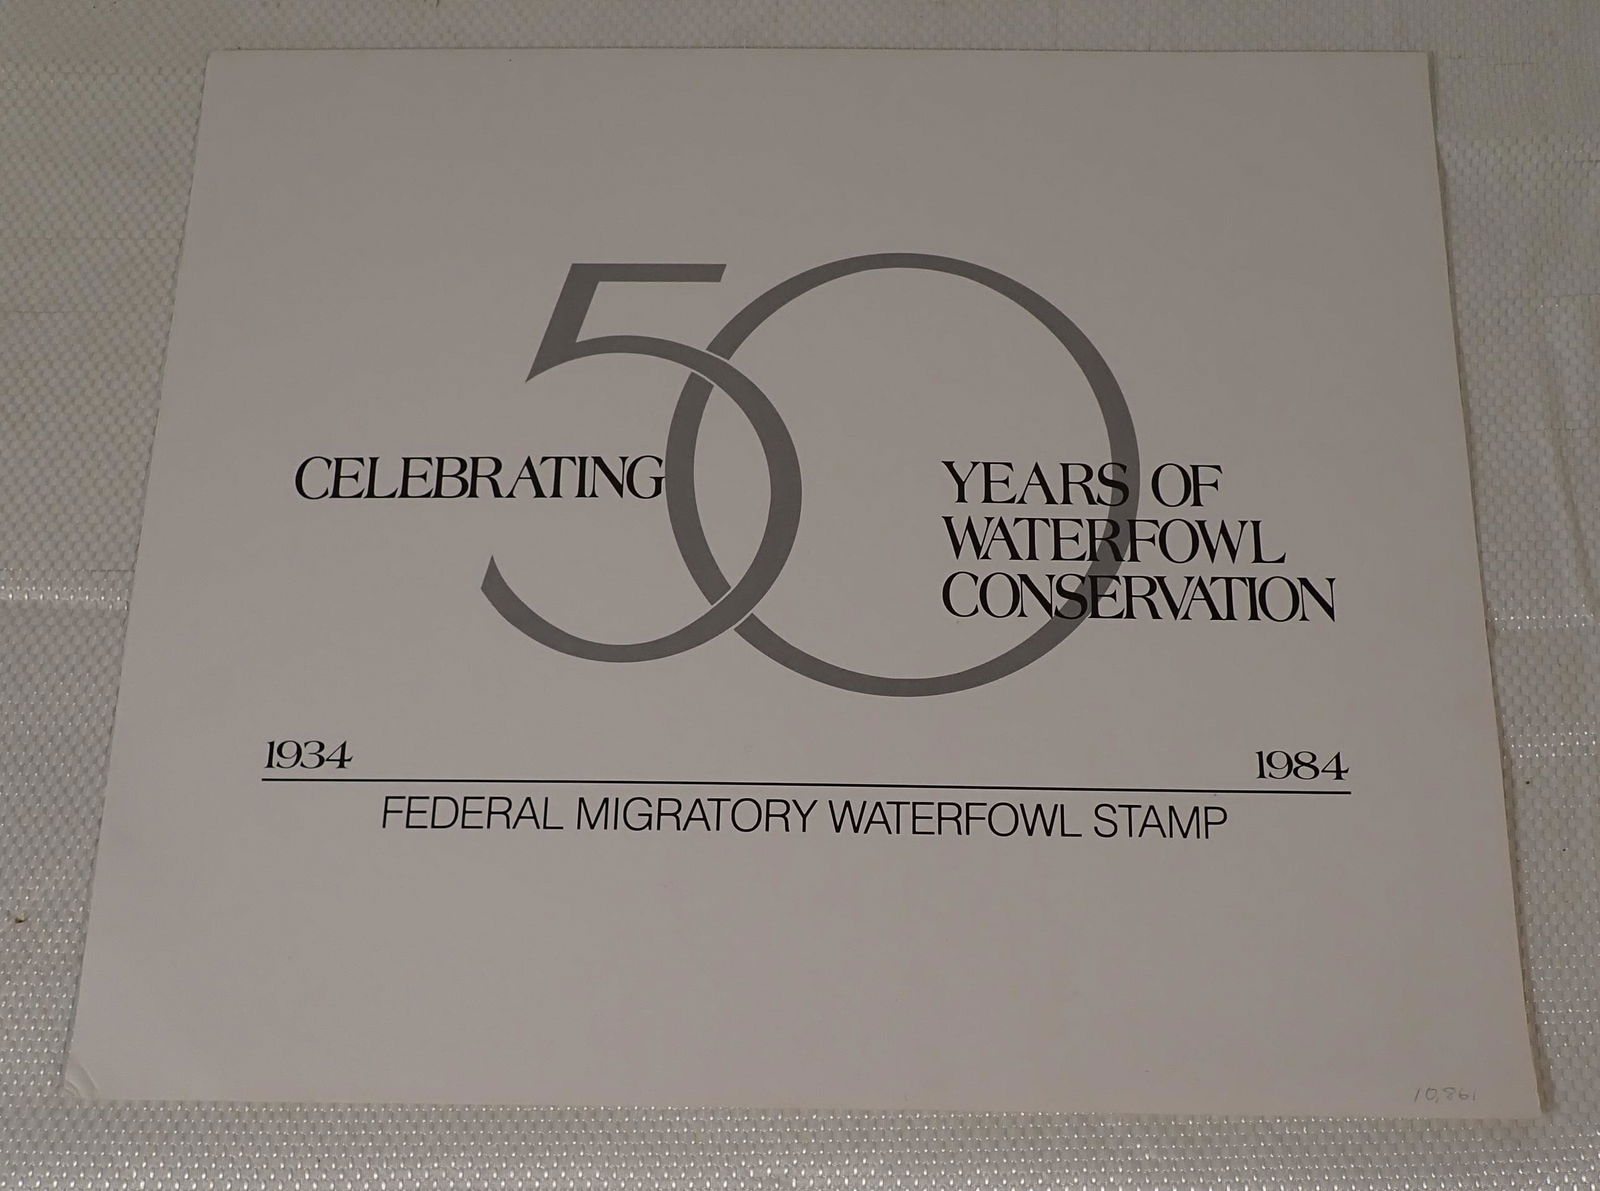 CELEBRATING 50 YEARS OF
WATERFOWL
CONSERVATION
1934 1984
FEDERAL MIGRATORY WATERFOWL STAMP
10,861